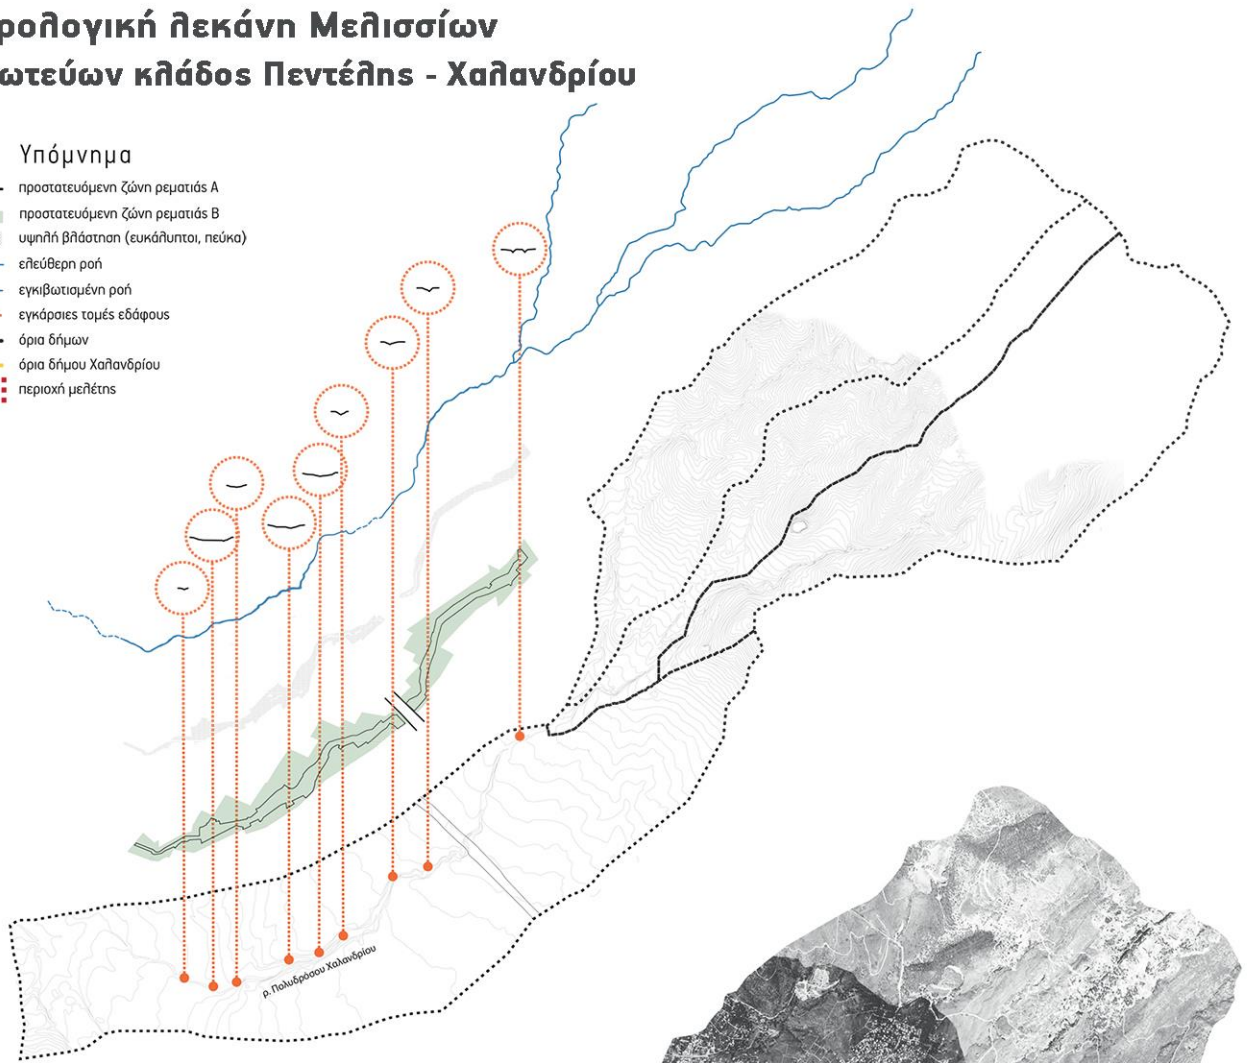 ρολογική λεκάνη Μελισσίων
ωτεύων κλάδος Πεντέλης - Χαλανδρίου
Υπόμνημα
προστατευόμενη ζώνη ρεματιάς Α
προστατευόμενη ζώνη ρεματιάς Β
υψηλή βλάστηση (ευκάλυπτοι, πεύκα)
ελεύθερη ροή
εγκιβωτισμένη ροή
εγκάρσιες τομές εδάφους
όρια δήμων
όρια δήμου Χαλανδρίου
περιοχή μελέτης
ρ. Πολυδρόσου Χαλανδρίου